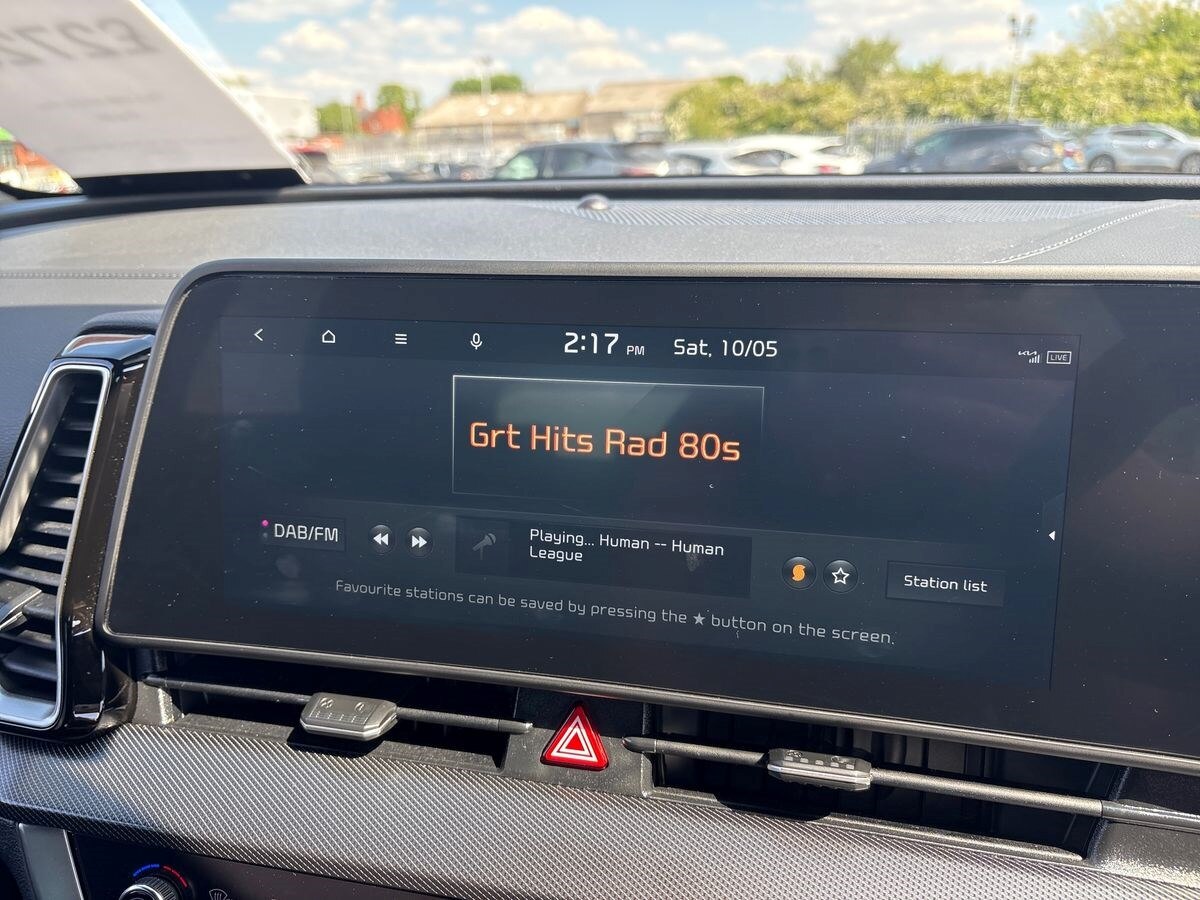 2:17 PM Sat, 10/05
KIA LIVE
Grt Hits Rad 80s
DAB/FM
Playing... Human -- Human
League
Station list
Favourite stations can be saved by pressing the ★ button on the screen.